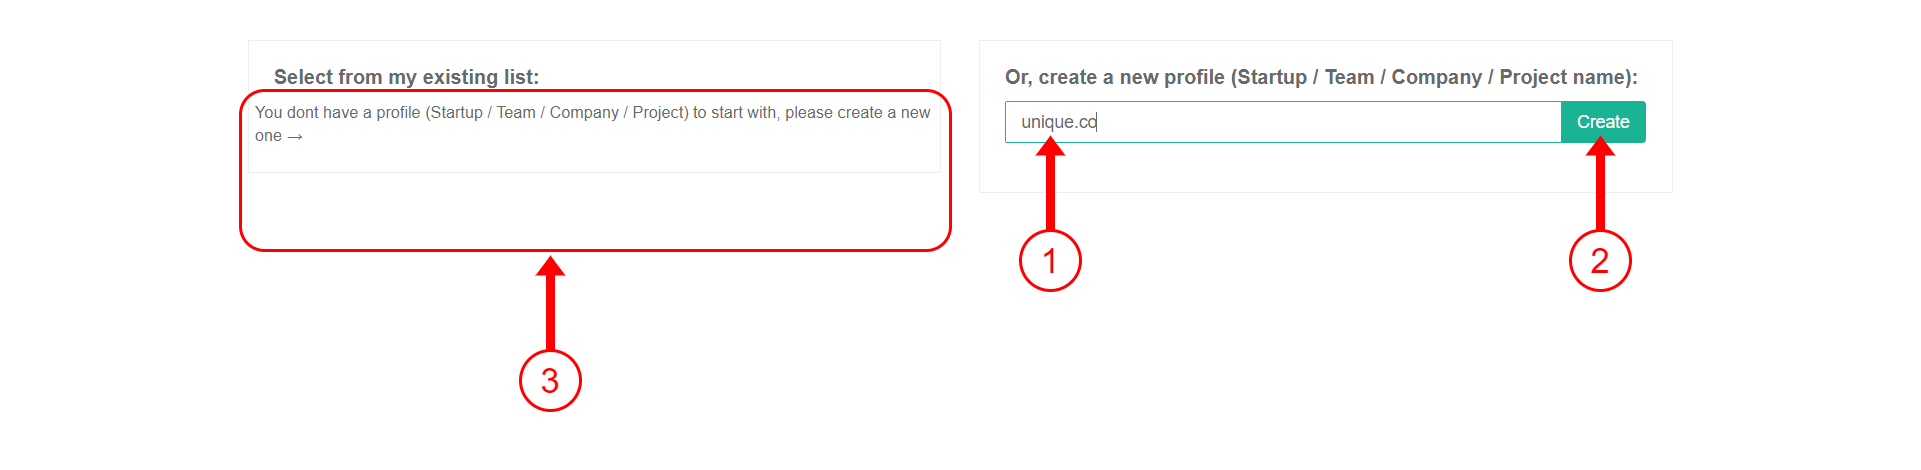 Select from my existing list:
You dont have a profile (Startup / Team / Company / Project) to start with, please create a new
one →
Or, create a new profile (Startup / Team / Company / Project name):
unique.co
Create
1
2
3